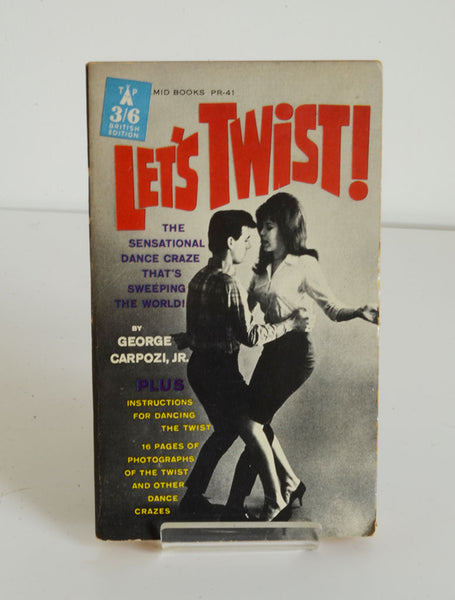 TAP
3/6
BRITISH
EDITION
MID BOOKS PR-41
LET'S TWIST!
THE
SENSATIONAL
DANCE CRAZE
THAT'S
SWEEPING
THE WORLD!
BY
GEORGE
CARPOZI, JR.
PLUS
INSTRUCTIONS
FOR DANCING
THE TWIST
16 PAGES OF
PHOTOGRAPHS
OF THE TWIST
AND OTHER
DANCE
CRAZES